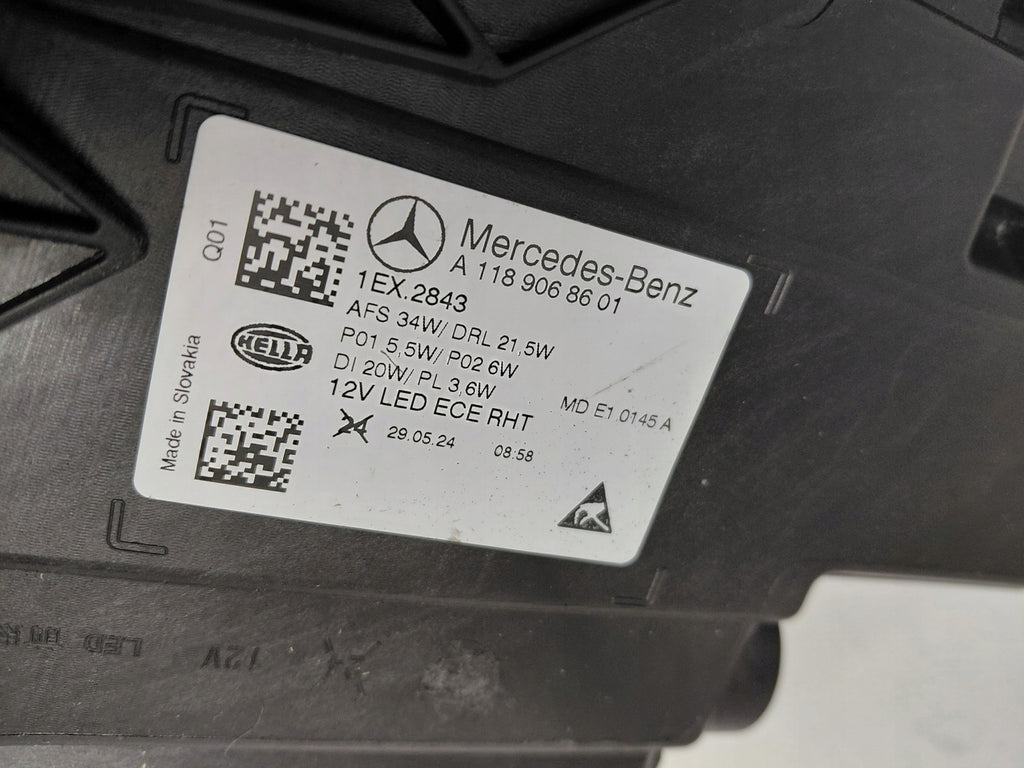 Mercedes-Benz
A 118 906 86 01
Q01
1EX.2843
AFS 34W/ DRL 21,5W
P01 5,5W/ P02 6W
DI 20W/ PL 3,6W
12V LED ECE RHT
HELLA
Made in Slovakia
MD E1.0145 A
24
29.05.24
08:58
12V
LED